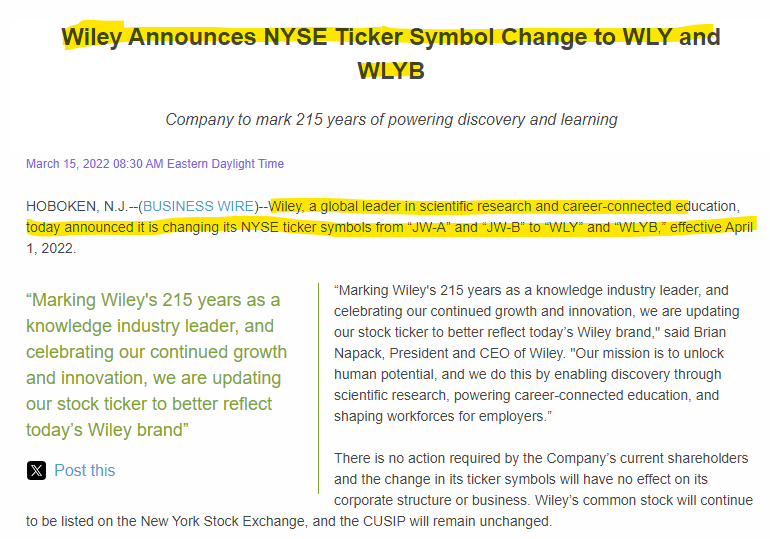 Wiley Announces NYSE Ticker Symbol Change to WLY and
WLYB
Company to mark 215 years of powering discovery and learning
March 15, 2022 08:30 AM Eastern Daylight Time
HOBOKEN, N.J.--(BUSINESS WIRE)--Wiley, a global leader in scientific research and career-connected education,
today announced it is changing its NYSE ticker symbols from “JW-A” and “JW-B” to “WLY” and “WLYB,” effective April
1, 2022.
“Marking Wiley's 215 years as a
knowledge industry leader, and
celebrating our continued growth
and innovation, we are updating
our stock ticker to better reflect
today’s Wiley brand”
Post this
“Marking Wiley's 215 years as a knowledge industry leader, and
celebrating our continued growth and innovation, we are updating
our stock ticker to better reflect today’s Wiley brand," said Brian
Napack, President and CEO of Wiley. "Our mission is to unlock
human potential, and we do this by enabling discovery through
scientific research, powering career-connected education, and
shaping workforces for employers.”
There is no action required by the Company’s current shareholders
and the change in its ticker symbols will have no effect on its
corporate structure or business. Wiley’s common stock will continue
to be listed on the New York Stock Exchange, and the CUSIP will remain unchanged.